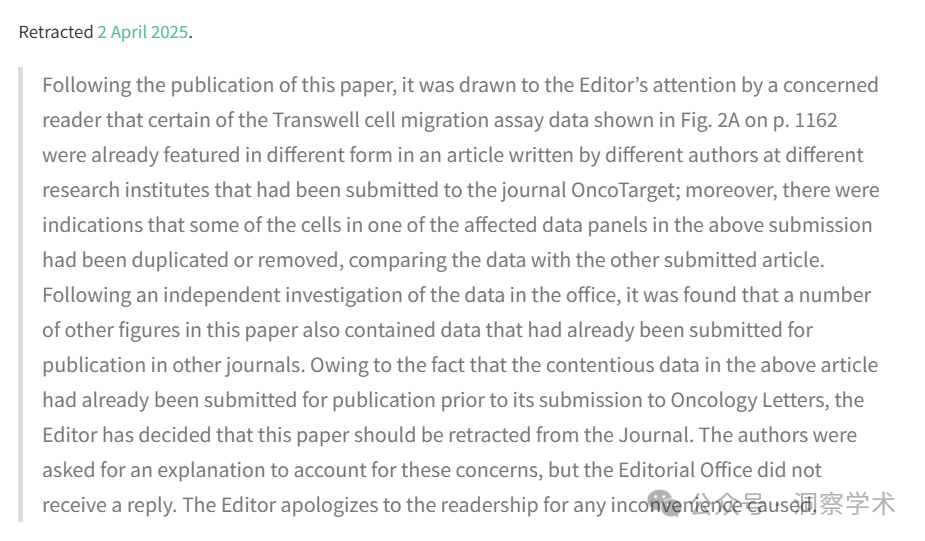 Retracted 2 April 2025.
Following the publication of this paper, it was drawn to the Editor’s attention by a concerned
reader that certain of the Transwell cell migration assay data shown in Fig. 2A on p. 1162
were already featured in different form in an article written by different authors at different
research institutes that had been submitted to the journal OncoTarget; moreover, there were
indications that some of the cells in one of the affected data panels in the above submission
had been duplicated or removed, comparing the data with the other submitted article.
Following an independent investigation of the data in the office, it was found that a number
of other figures in this paper also contained data that had already been submitted for
publication in other journals. Owing to the fact that the contentious data in the above article
had already been submitted for publication prior to its submission to Oncology Letters, the
Editor has decided that this paper should be retracted from the Journal. The authors were
asked for an explanation to account for these concerns, but the Editorial Office did not
receive a reply. The Editor apologizes to the readership for any inconvenience caused.
公众号 · 洞察学术